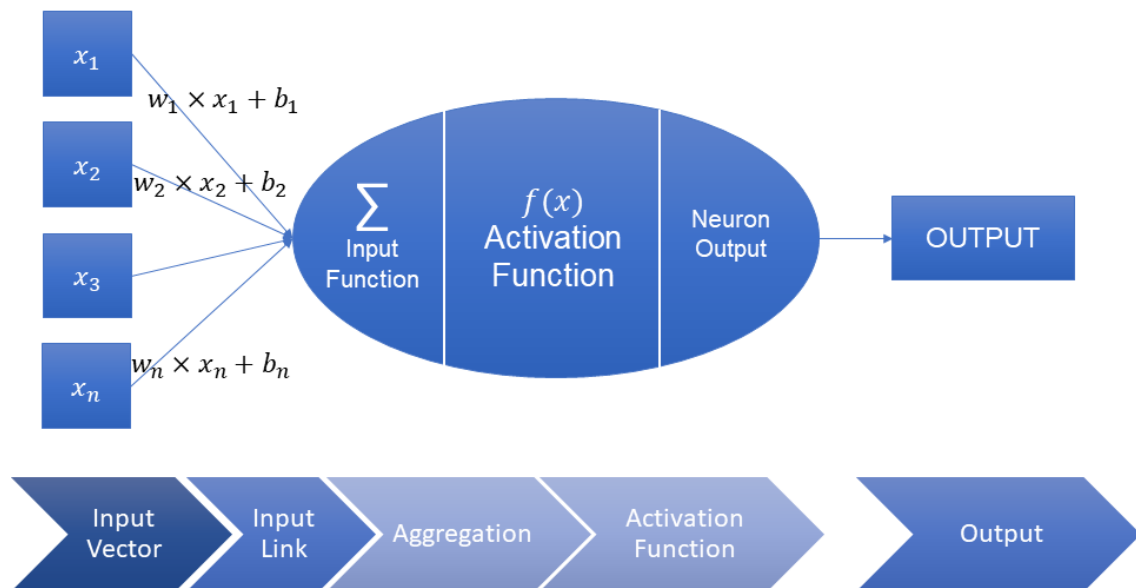 x₁
w₁ × x₁ + b₁
x₂
w₂ × x₂ + b₂
x₃
xₙ
wₙ × xₙ + bₙ
∑
Input
Function
f(x)
Activation
Function
Neuron
Output
OUTPUT
Input
Vector
Input
Link
Aggregation
Activation
Function
Output